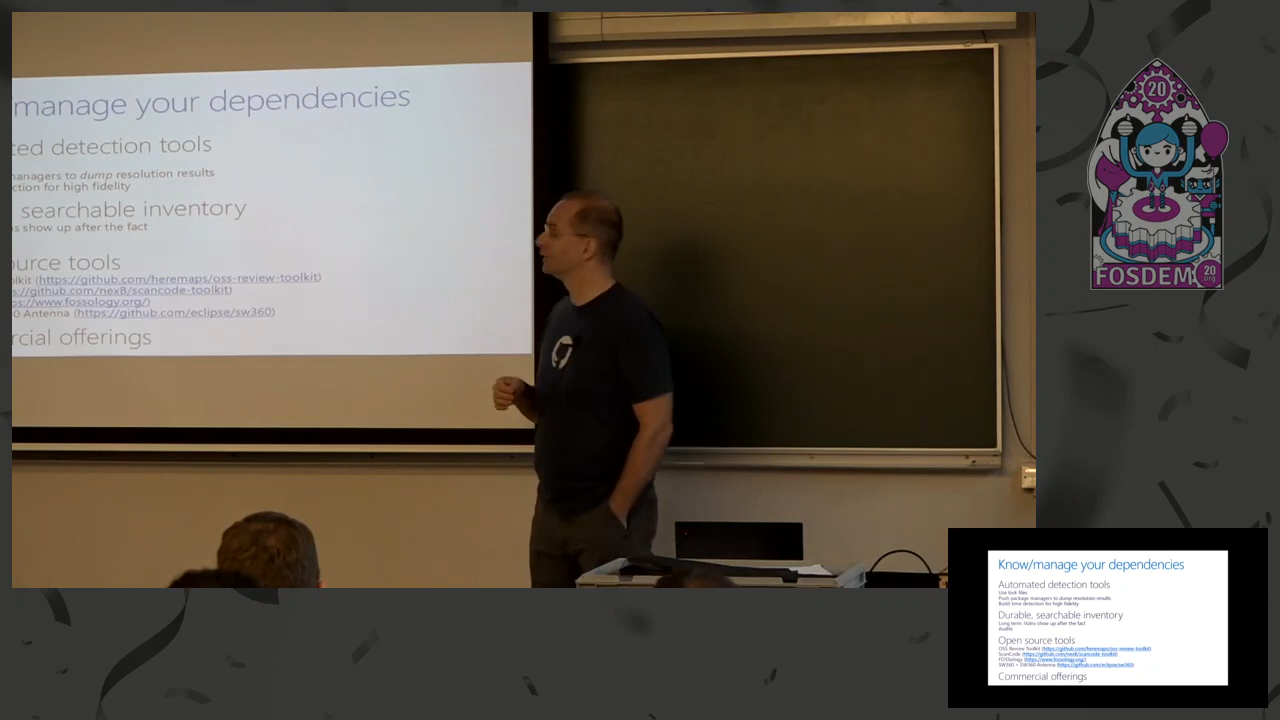 manage your dependencies
ted detection tools
managers to dump resolution results
ction for high fidelity
searchable inventory
ns show up after the fact
ource tools
lkit (https://github.com/heremaps/oss-review-toolkit)
s://github.com/nexB/scancode-toolkit)
ps://www.fossology.org/)
0 Antenna (https://github.com/eclipse/sw360)
rcial offerings
20
FOSDEM
20
.org
Know/manage your dependencies
Automated detection tools
Use lock files
Push package managers to dump resolution results
Build-time detection for high fidelity
Durable, searchable inventory
Long term: Vulns show up after the fact
Audits
Open source tools
OSS Review Toolkit (https://github.com/heremaps/oss-review-toolkit)
ScanCode (https://github.com/nexB/scancode-toolkit)
FOSSology (https://www.fossology.org/)
SW360 + SW360 Antenna (https://github.com/eclipse/sw360)
Commercial offerings